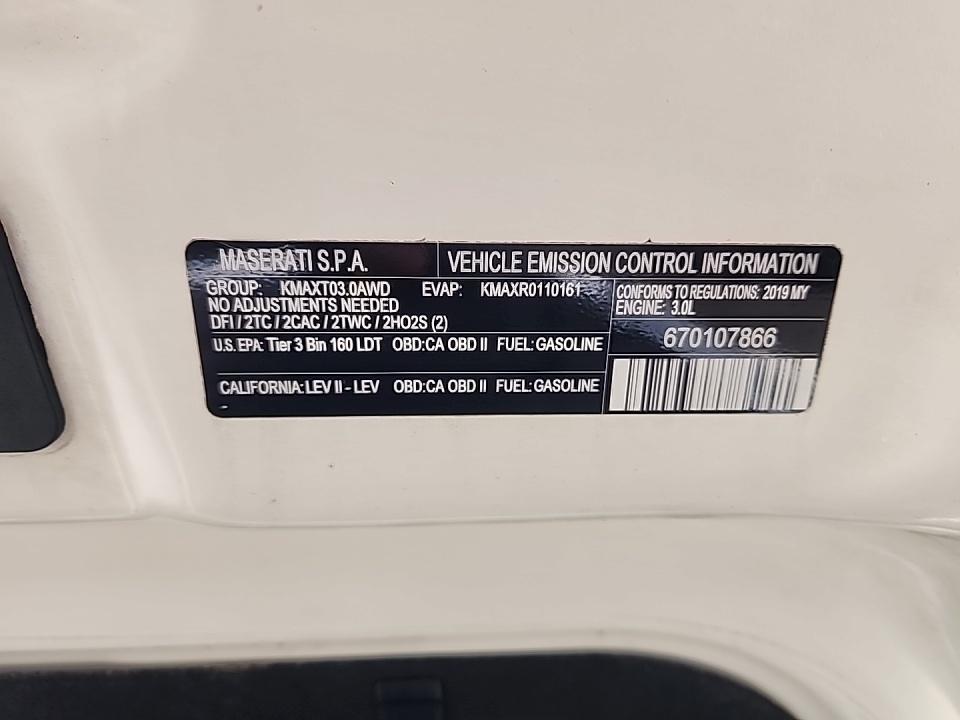 MASERATI S.P.A.
VEHICLE EMISSION CONTROL INFORMATION
GROUP: KMAXT03.0AWD EVAP: KMAXR0110161
NO ADJUSTMENTS NEEDED
DFI / 2TC / 2CAC / 2TWC / 2HO2S (2)
U.S. EPA: Tier 3 Bin 160 LDT OBD:CA OBD II FUEL:GASOLINE
CALIFORNIA: LEV II - LEV OBD:CA OBD II FUEL: GASOLINE
CONFORMS TO REGULATIONS: 2019 MY
ENGINE: 3.0L
670107866